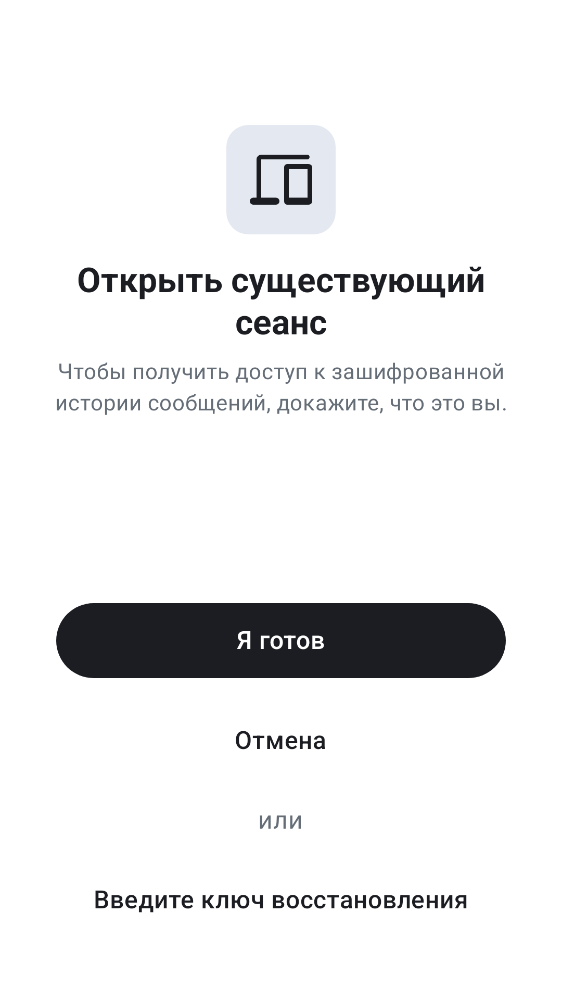 Открыть существующий
сеанс
Чтобы получить доступ к зашифрованной
истории сообщений, докажите, что это вы.
Я готов
Отмена
или
Введите ключ восстановления